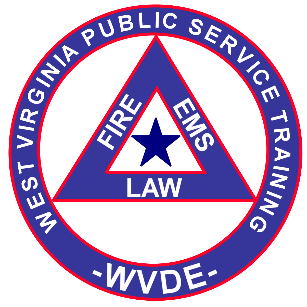 WEST VIRGINIA PUBLIC SERVICE TRAINING
FIRE
EMS
LAW
-WVDE-